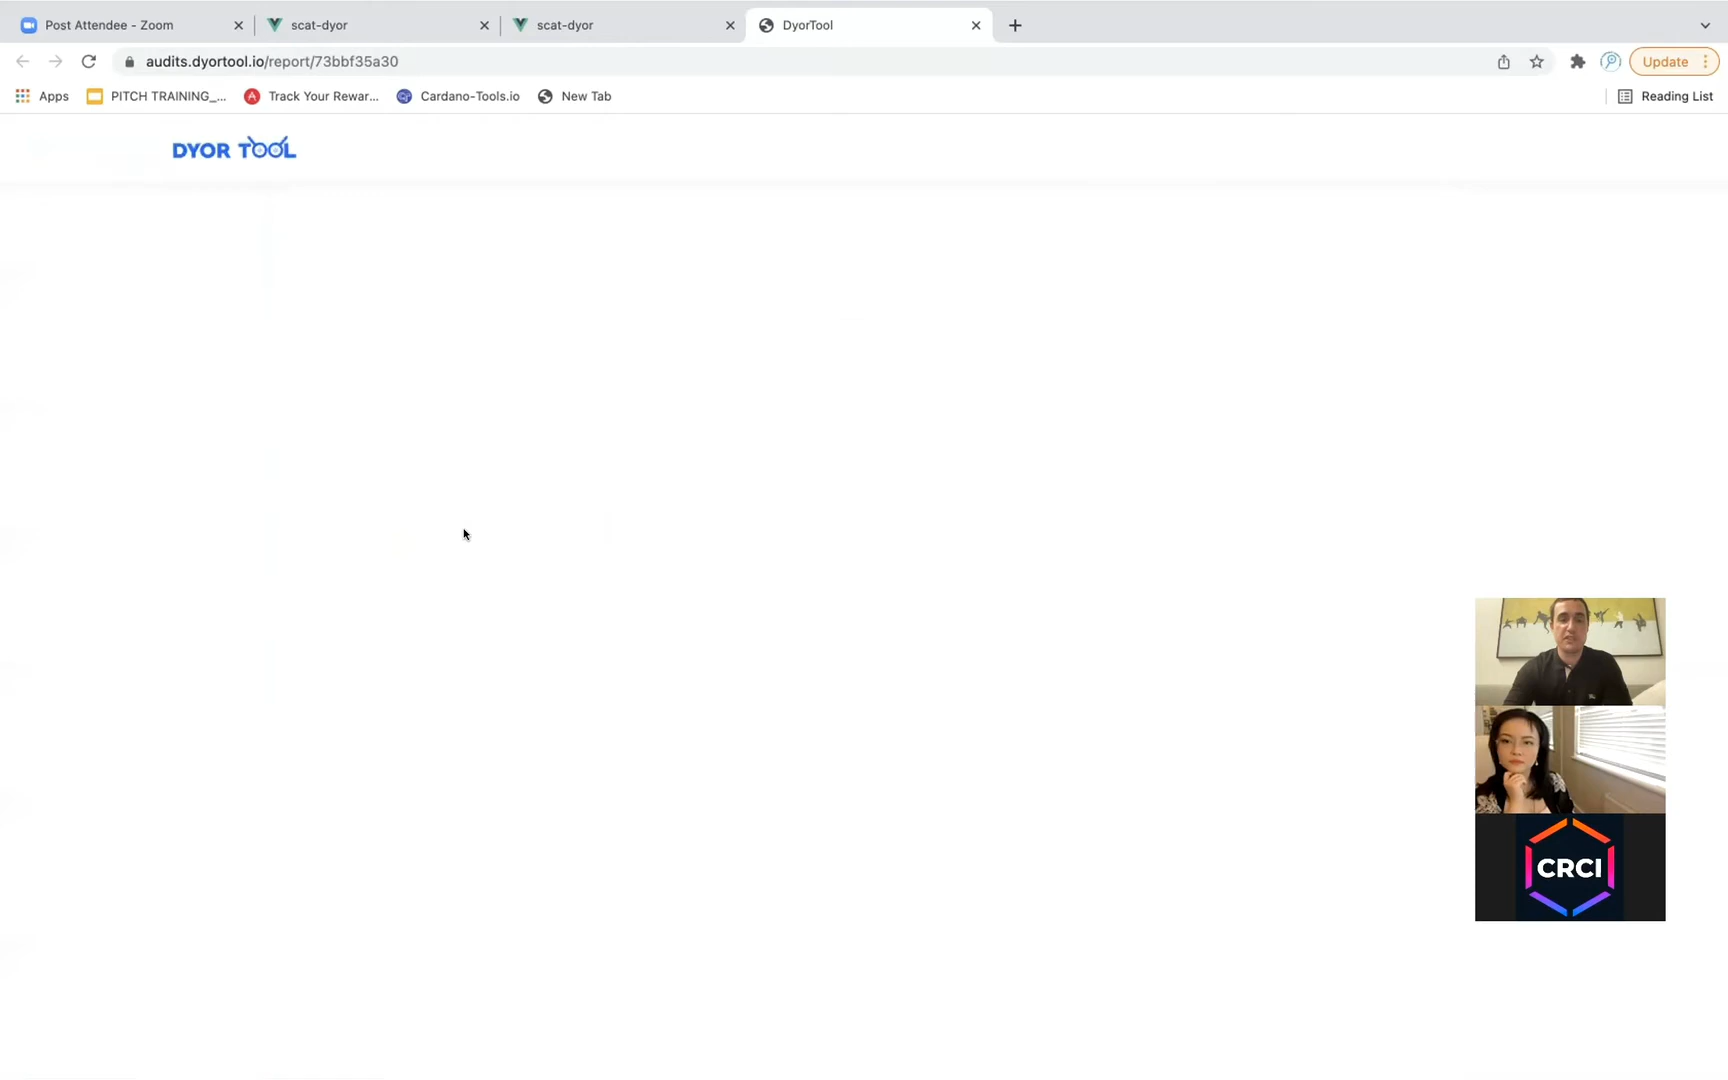 Post Attendee - Zoom
scat-dyor
scat-dyor
DyorTool
audits.dyortool.io/report/73bbf35a30
Update
Apps
PITCH TRAINING_...
Track Your Rewar...
Cardano-Tools.io
New Tab
Reading List
DYOR TOOL
CRCI